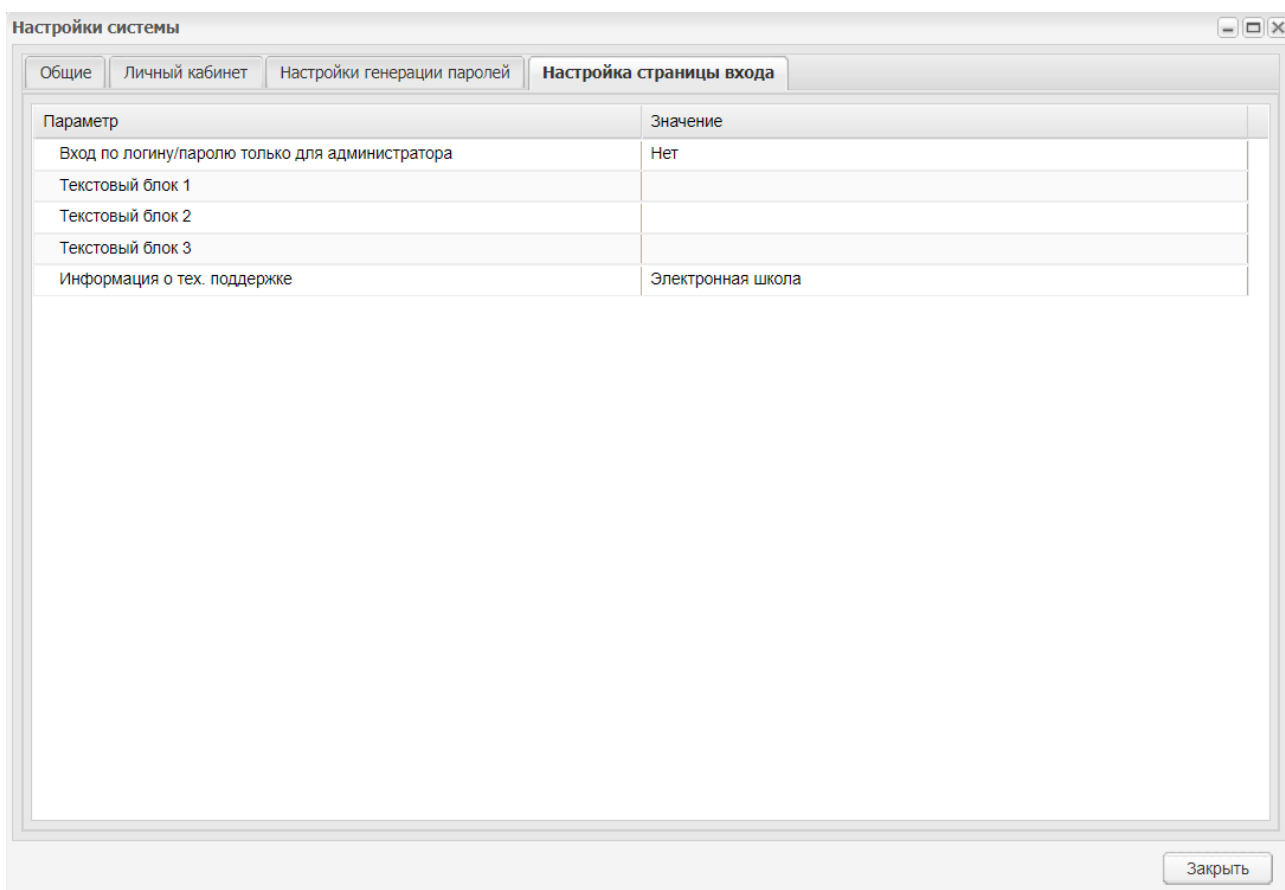 Настройки системы
Общие Личный кабинет Настройки генерации паролей Настройка страницы входа
Параметр Значение
Вход по логину/паролю только для администратора Нет
Текстовый блок 1
Текстовый блок 2
Текстовый блок 3
Информация о тех. поддержке Электронная школа
Закрыть